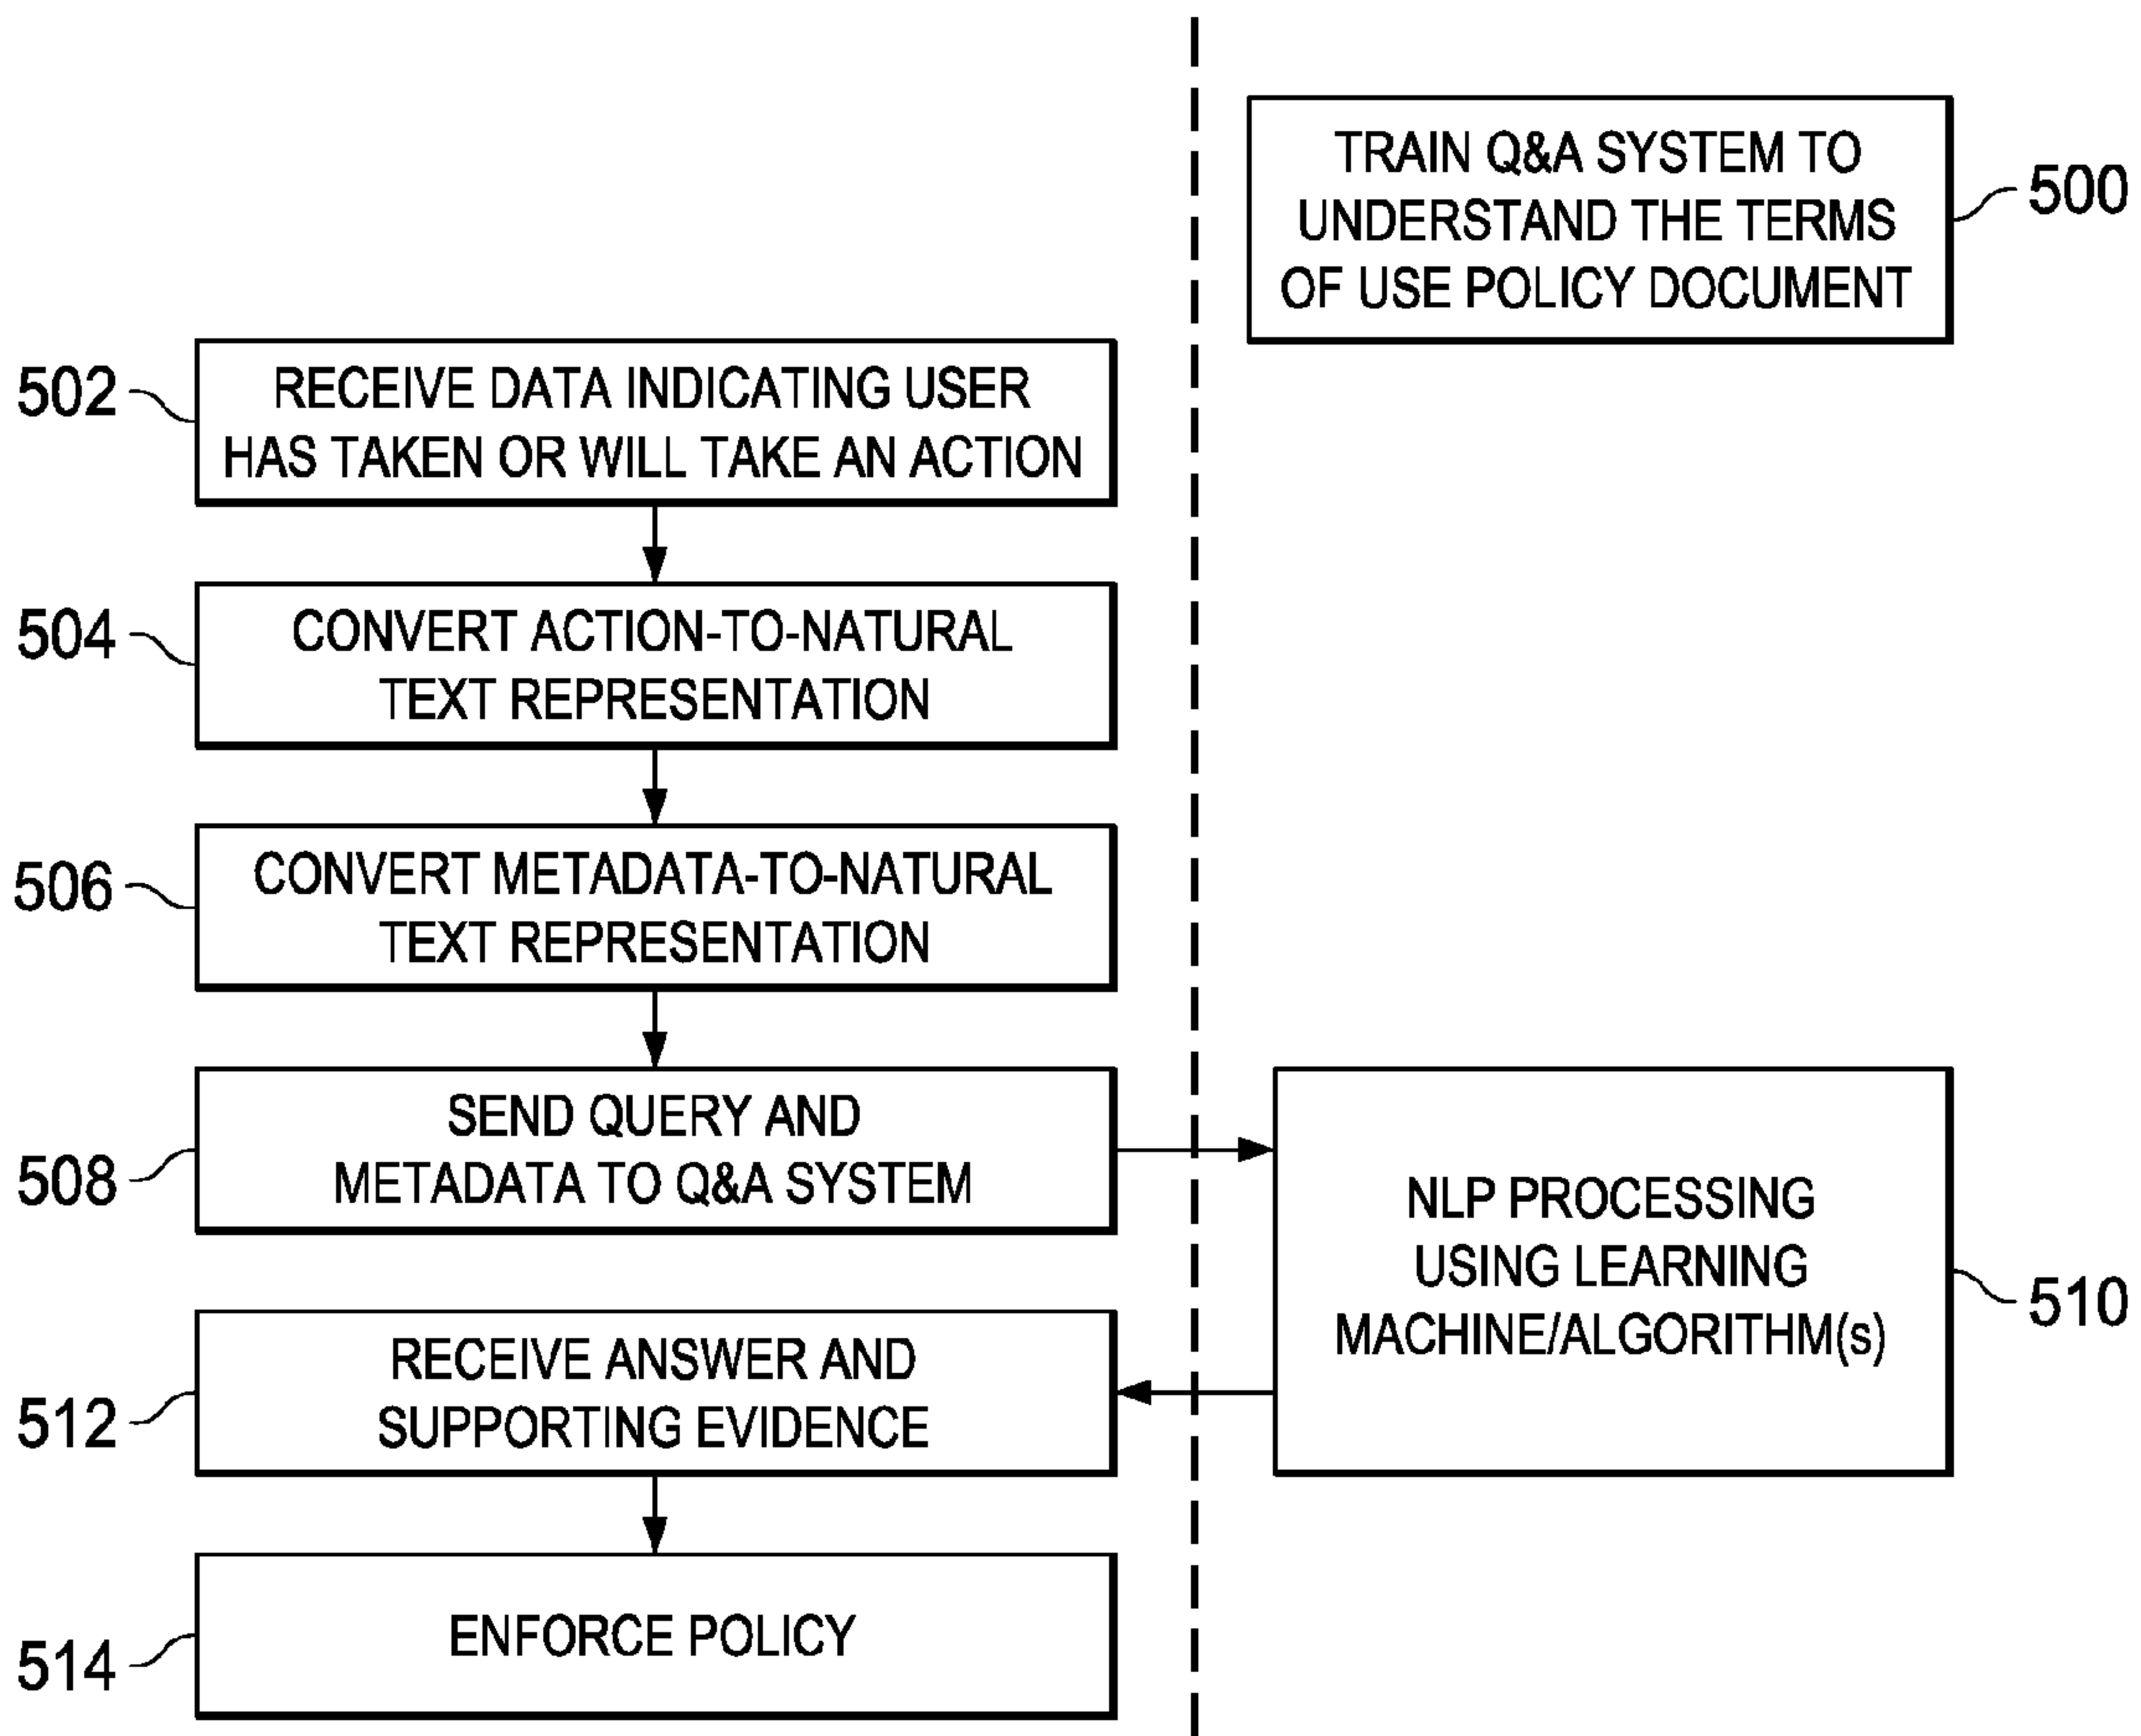 TRAIN Q&A SYSTEM TO
UNDERSTAND THE TERMS
OF USE POLICY DOCUMENT
500
502
RECEIVE DATA INDICATING USER
HAS TAKEN OR WILL TAKE AN ACTION
504
CONVERT ACTION-TO-NATURAL
TEXT REPRESENTATION
506
CONVERT METADATA-TO-NATURAL
TEXT REPRESENTATION
508
SEND QUERY AND
METADATA TO Q&A SYSTEM
NLP PROCESSING
USING LEARNING
MACHINE/ALGORITHM(s)
510
512
RECEIVE ANSWER AND
SUPPORTING EVIDENCE
514
ENFORCE POLICY